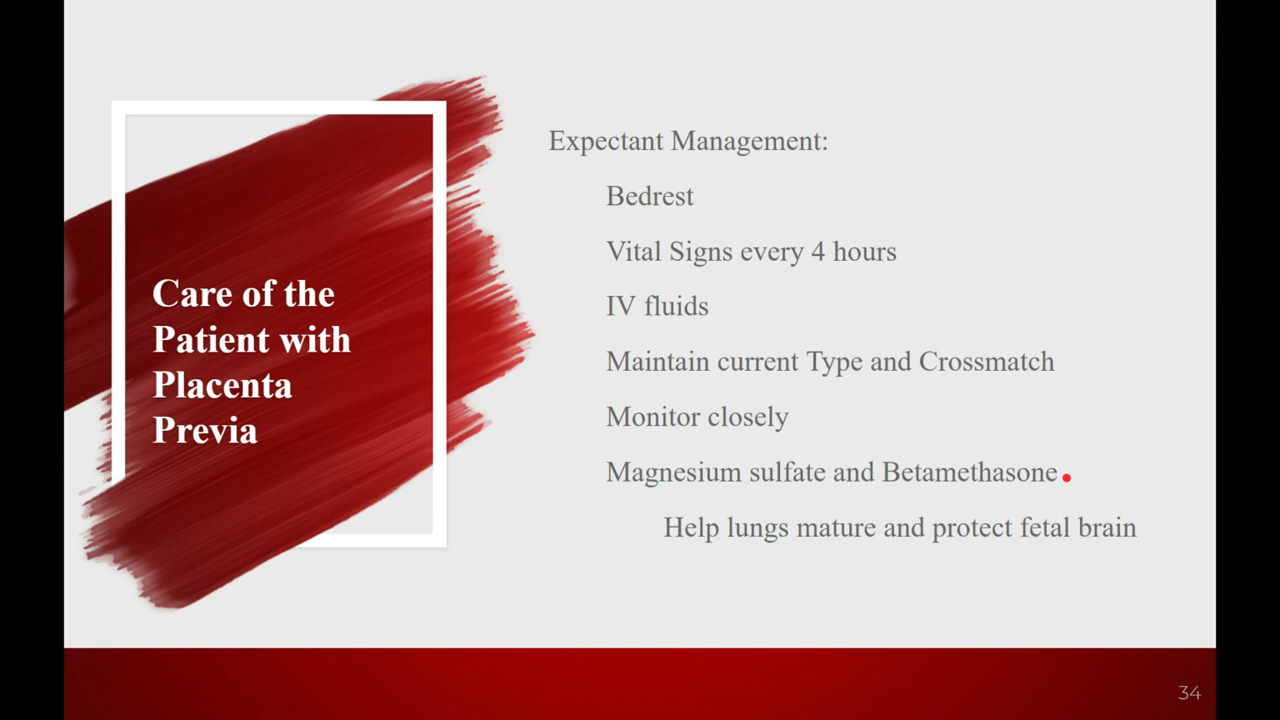 Care of the
Patient with
Placenta
Previa
Expectant Management:
Bedrest
Vital Signs every 4 hours
IV fluids
Maintain current Type and Crossmatch
Monitor closely
Magnesium sulfate and Betamethasone
Help lungs mature and protect fetal brain
34